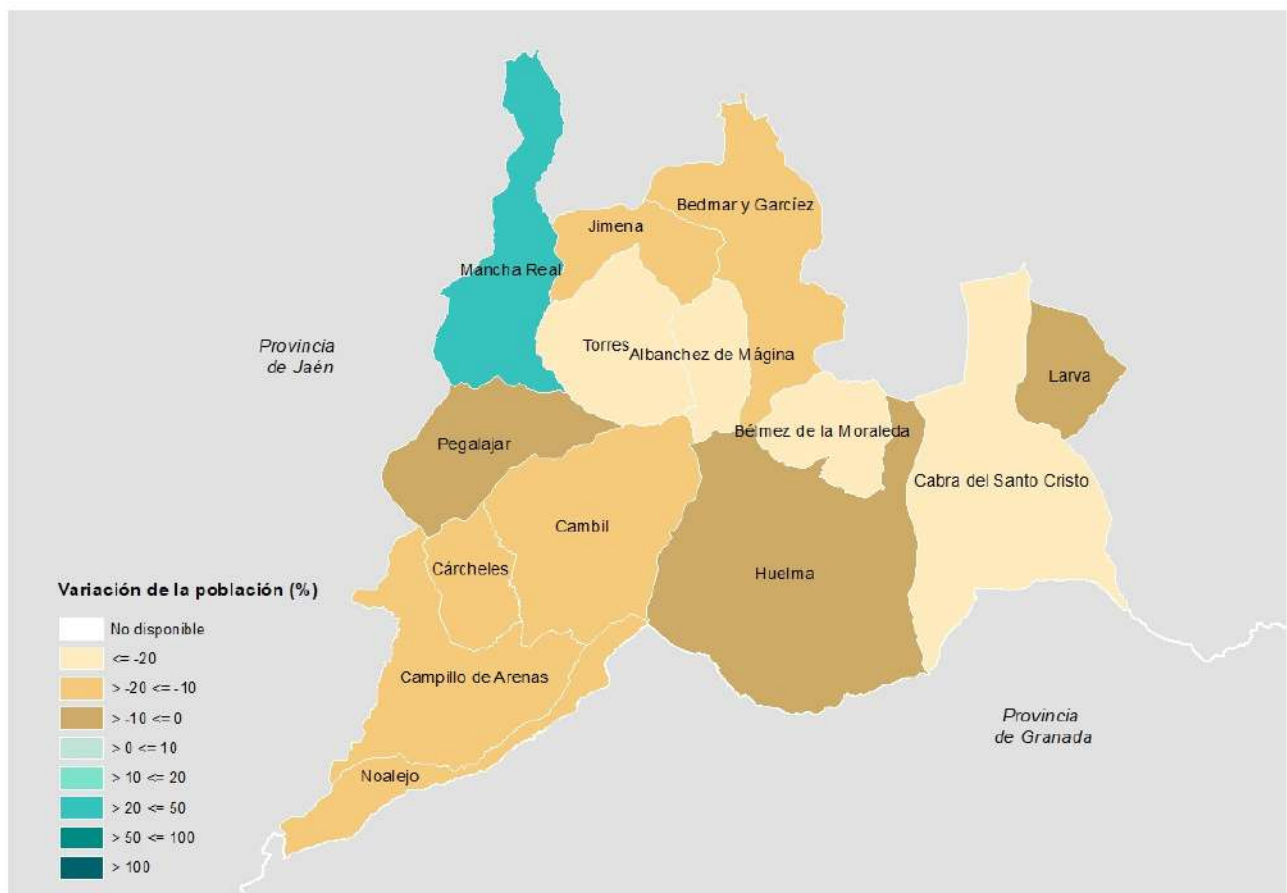 Bedmar y Garcíez
Jimena
Mancha Real
Provincia
de Jaén
Torres
Albanchez de Mágina
Larva
Pegalajar
Bélmez de la Moraleda
Cabra del Santo Cristo
Cambil
Cárcheles
Huelma
Campillo de Arenas
Provincia
de Granada
Noalejo
Variación de la población (%)
No disponible
<= -20
> -20 <= -10
> -10 <= 0
> 0 <= 10
> 10 <= 20
> 20 <= 50
> 50 <= 100
> 100